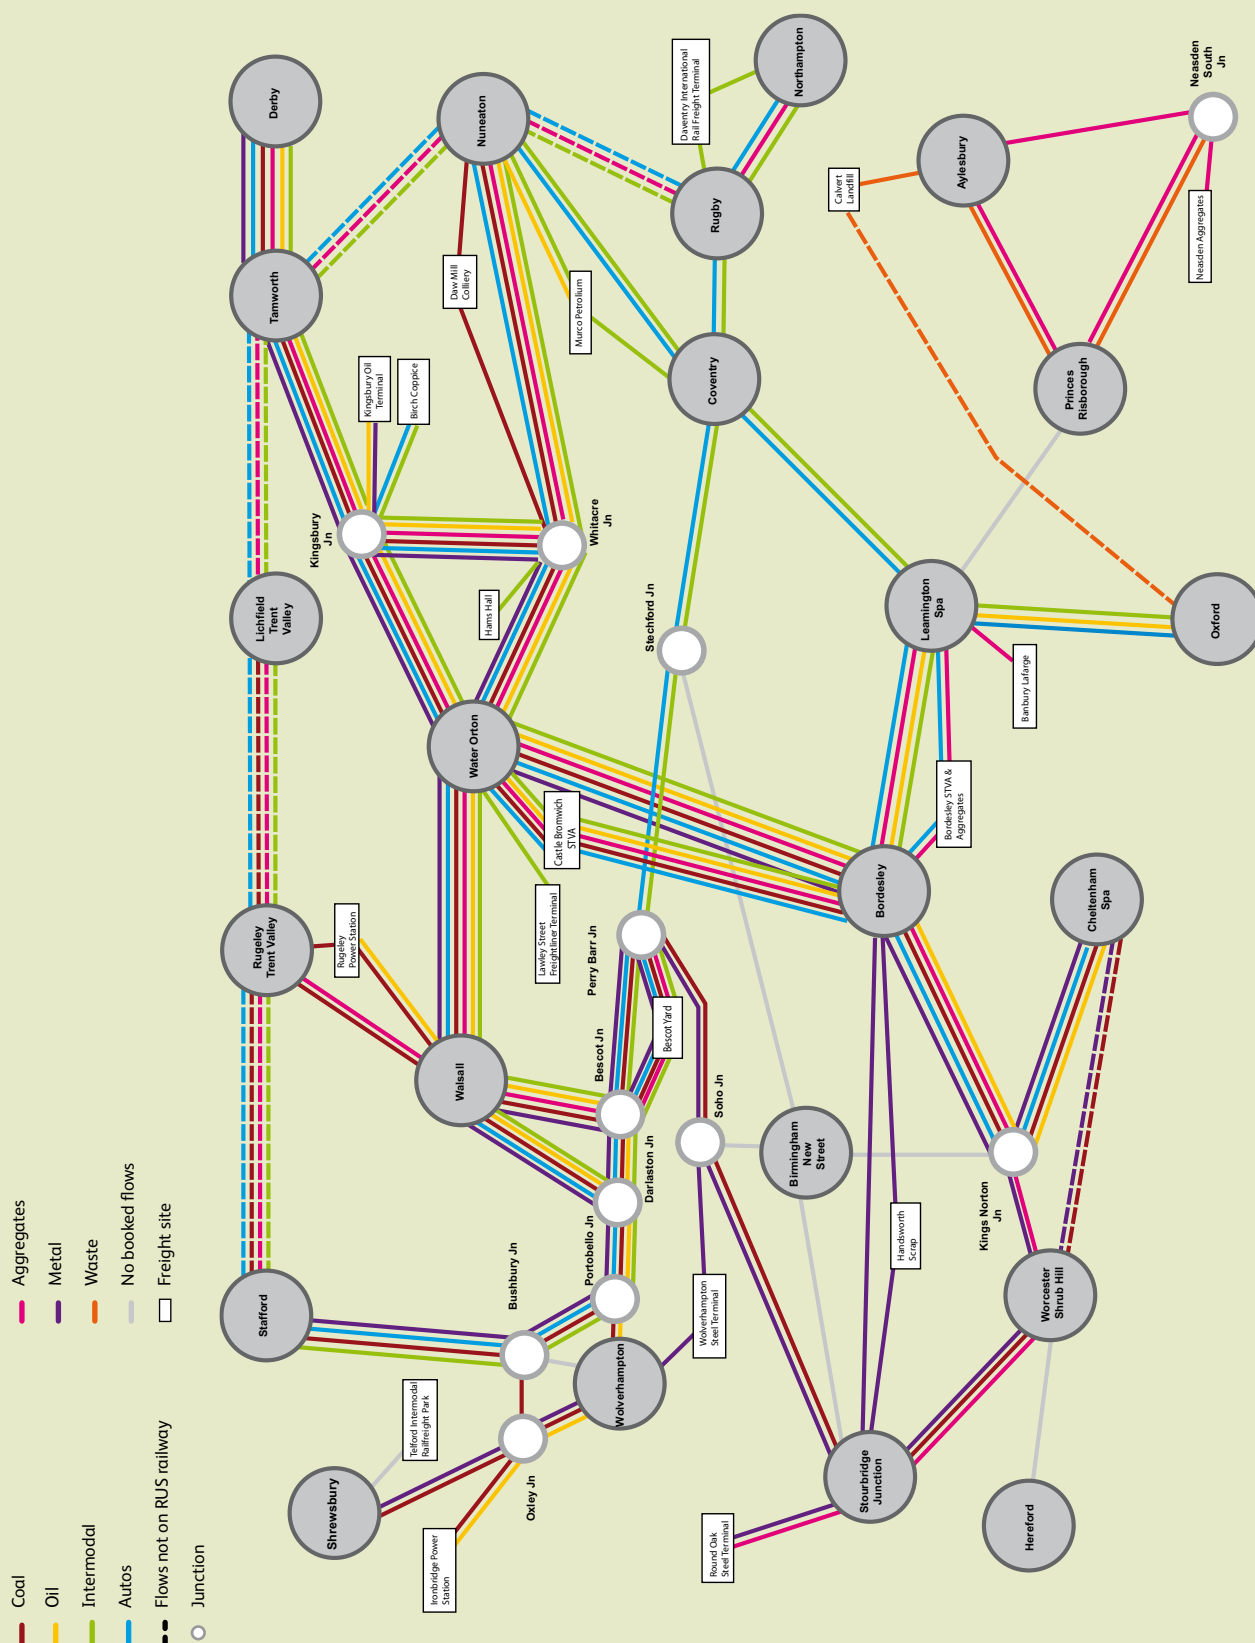 Coal
Oil
Intermodal
Autos
Flows not on RUS railway
Junction
Aggregates
Metal
Waste
No booked flows
Freight site
Derby
Tamworth
Lichfield
Trent
Valley
Rugeley
Trent Valley
Stafford
Shrewsbury
Telford Intermodal
Railfreight Park
Ironbridge Power
Station
Oxley Jn
Bushbury Jn
Wolverhampton
Portobello Jn
Darlaston Jn
Bescot Jn
Walsall
Rugeley
Power Station
Kingsbury
Jn
Kingsbury Oil
Terminal
Birch Coppice
Nuneaton
Daw Mill
Colliery
Murco Petrolium
Whitacre
Jn
Hams Hall
Water Orton
Castle Bromwich
STVA
Lawley Street
Freightliner Terminal
Perry Barr Jn
Bescot Yard
Soho Jn
Wolverhampton
Steel Terminal
Round Oak
Steel Terminal
Stourbridge
Junction
Handsworth
Scrap
Birmingham
New
Street
Stechford Jn
Coventry
Rugby
Daventry International
Rail Freight Terminal
Northampton
Calvert
Landfill
Aylesbury
Neasden
South
Jn
Neasden Aggregates
Princes
Risborough
Leamington
Spa
Oxford
Banbury Lafarge
Bordesley STVA &
Aggregates
Bordesley
Cheltenham
Spa
Kings Norton
Jn
Worcester
Shrub Hill
Hereford